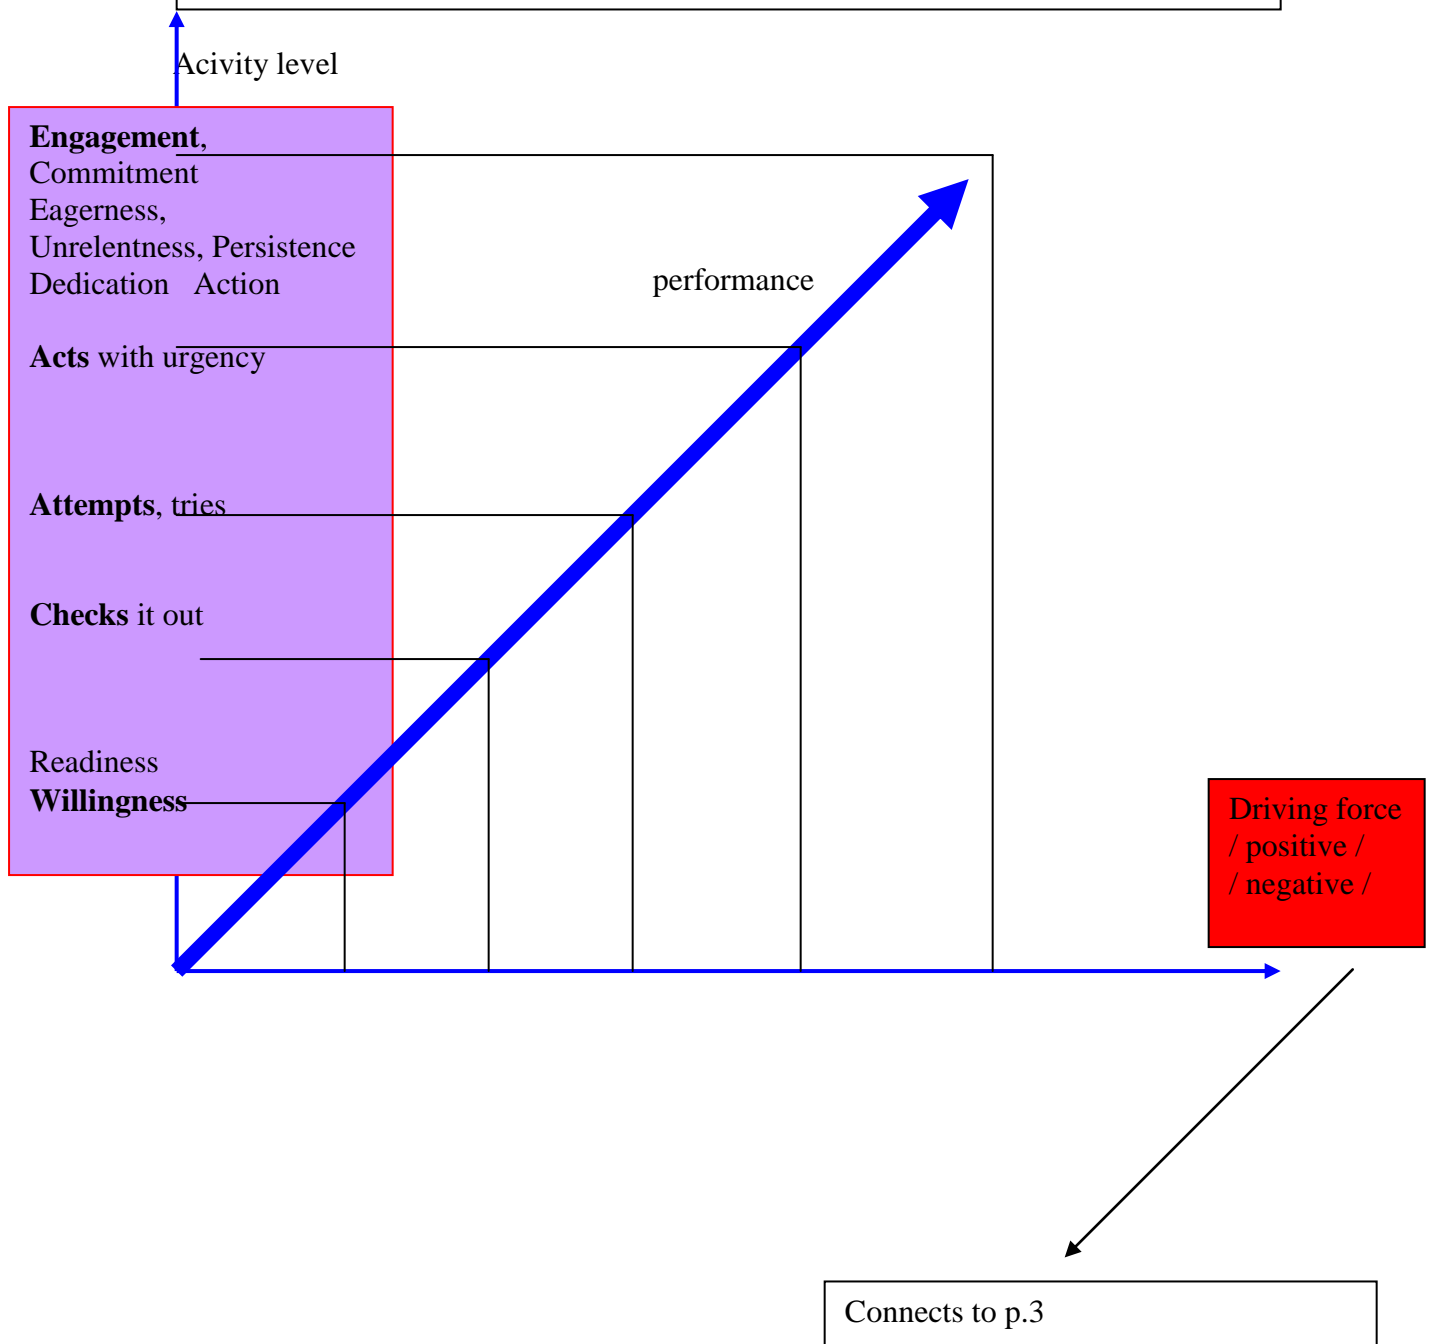 Acivity level
Engagement,
Commitment
Eagerness,
Unrelentness, Persistence
Dedication Action
performance
Acts with urgency
Attempts, tries
Checks it out
Readiness
Willingness
Driving force
/ positive /
/ negative /
Connects to p.3